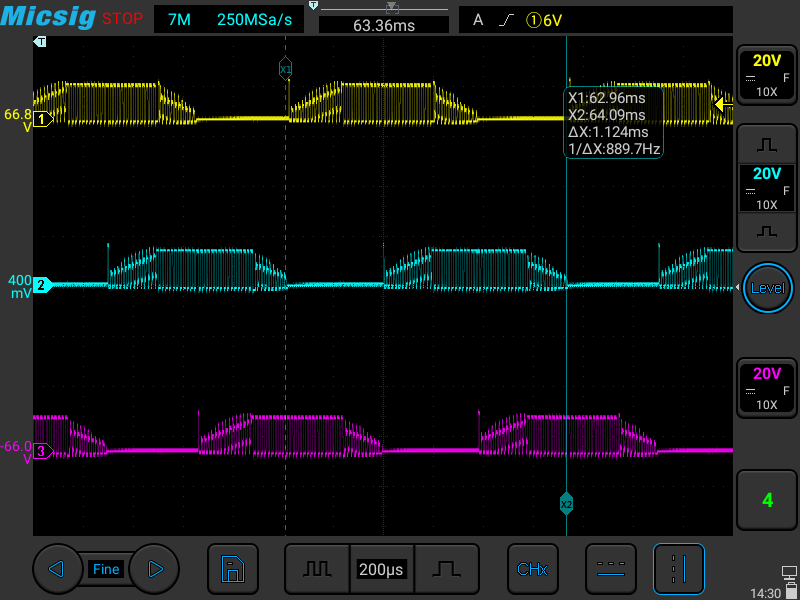 Micsig STOP 7M 250MSa/s T 63.36ms A ①6V
T
X1
20V
F
10X
X1:62.96ms
X2:64.09ms
ΔX:1.124ms
1/ΔX:889.7Hz
66.8
V
1
20V
F
10X
400
mV
2
Level
20V
F
10X
-66.0
V
3
X2
4
Fine
200µs
CHx
14:30